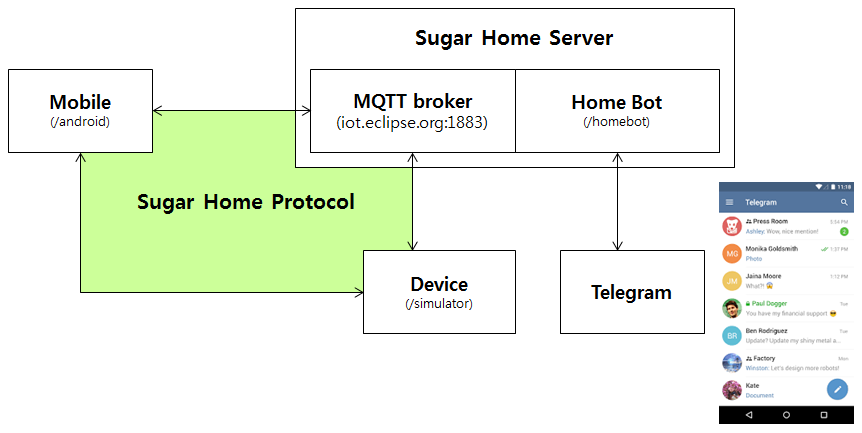 Sugar Home Server
Mobile
(/android)
MQTT broker
(iot.eclipse.org:1883)
Home Bot
(/homebot)
Sugar Home Protocol
Device
(/simulator)
Telegram
11:18
Telegram
Press Room 5:54 PM
Ashley: Wow, nice mention! 2
MG Monika Goldsmith 1:37 PM
Photo
JM Jaina Moore 1:12 PM
What?!
Paul Dogger Tue
You have my financial support
BR Ben Rodriguez Tue
Update? Update my shiny metal a...
Factory Mon
Winston: Let's design more robots!
Kate
Document